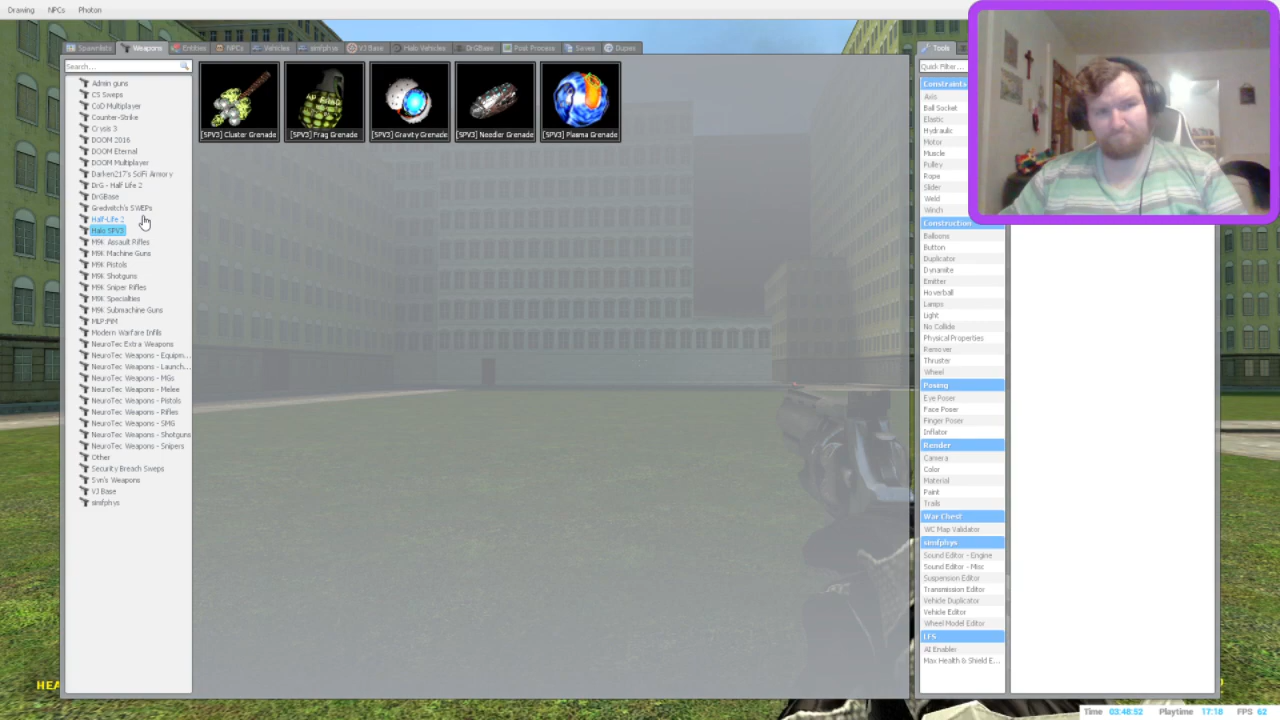 Drawing NPCs Photon
Spawnlists Weapons Entities NPCs Vehicles simfphys VJ Base Halo Vehicles DrGBase Post Process Saves Dupes
Tools
Search...
Quick Filter...
Admin guns
CS Sweps
CoD Multiplayer
Counter-Strike
Crysis 3
DOOM 2016
DOOM Eternal
DOOM Multiplayer
Darken217's SciFi Armory
DrG - Half Life 2
DrGBase
Gredwitch's SWEPs
Half-Life 2
Halo SPV3
M9K Assault Rifles
M9K Machine Guns
M9K Pistols
M9K Shotguns
M9K Sniper Rifles
M9K Specialties
M9K Submachine Guns
MLP:FiM
Modern Warfare Infils
NeuroTec Extra Weapons
NeuroTec Weapons - Equipm...
NeuroTec Weapons - Launch...
NeuroTec Weapons - MGs
NeuroTec Weapons - Melee
NeuroTec Weapons - Pistols
NeuroTec Weapons - Rifles
NeuroTec Weapons - SMG
NeuroTec Weapons - Shotguns
NeuroTec Weapons - Snipers
Other
Security Breach Sweps
Syn's Weapons
VJ Base
simfphys
[SPV3] Cluster Grenade
[SPV3] Frag Grenade
[SPV3] Gravity Grenade
[SPV3] Needler Grenade
[SPV3] Plasma Grenade
Constraints
Axis
Ball Socket
Elastic
Hydraulic
Motor
Muscle
Pulley
Rope
Slider
Weld
Winch
Construction
Balloons
Button
Duplicator
Dynamite
Emitter
Hoverball
Lamps
Light
No Collide
Physical Properties
Remover
Thruster
Wheel
Posing
Eye Poser
Face Poser
Finger Poser
Inflator
Render
Camera
Color
Material
Paint
Trails
War Chest
WC Map Validator
simfphys
Sound Editor - Engine
Sound Editor - Misc
Suspension Editor
Transmission Editor
Vehicle Duplicator
Vehicle Editor
Wheel Model Editor
LFS
AI Enabler
Max Health & Shield E...
HEA
Time 03:48:52 Playtime 17:18 FPS 62